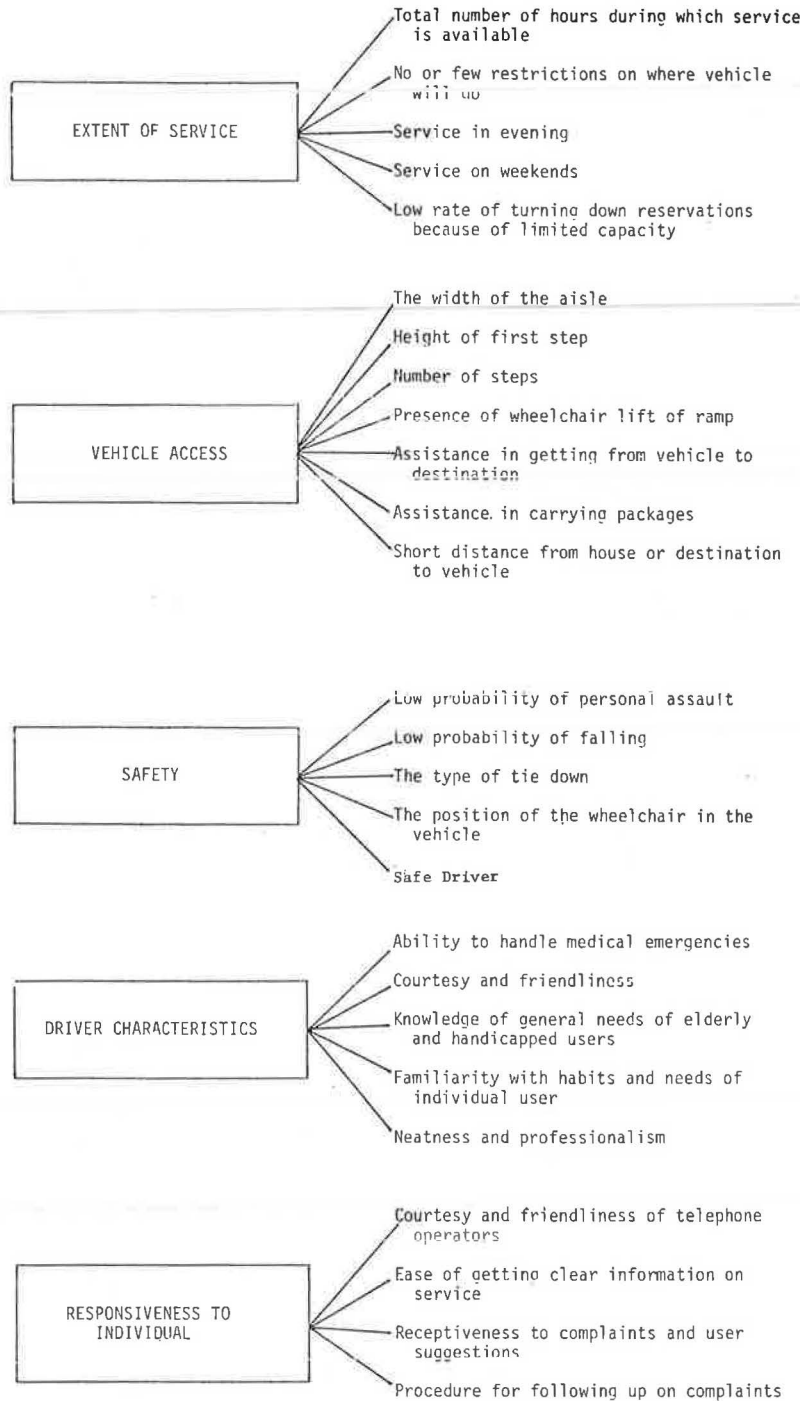 Total number of hours during which service
is available
No or few restrictions on where vehicle
will
EXTENT OF SERVICE
Service in evening
Service on weekends
Low rate of turning down reservations
because of limited capacity
The width of the aisle
Height of first step
Number of steps
Presence of wheelchair lift of ramp
VEHICLE ACCESS
Assistance in getting from vehicle to
destination
Assistance in carrying packages
Short distance from house or destination
to vehicle
Low probability of personal assault
Low probability of falling
SAFETY
The type of tie down
The position of the wheelchair in the
vehicle
Safe Driver
Ability to handle medical emergencies
Courtesy and friendliness
DRIVER CHARACTERISTICS
Knowledge of general needs of elderly
and handicapped users
Familiarity with habits and needs of
individual user
Neatness and professionalism
Courtesy and friendliness of telephone
operators
Ease of getting clear information on
service
RESPONSIVENESS TO
INDIVIDUAL
Receptiveness to complaints and user
suggestions
Procedure for following up on complaints